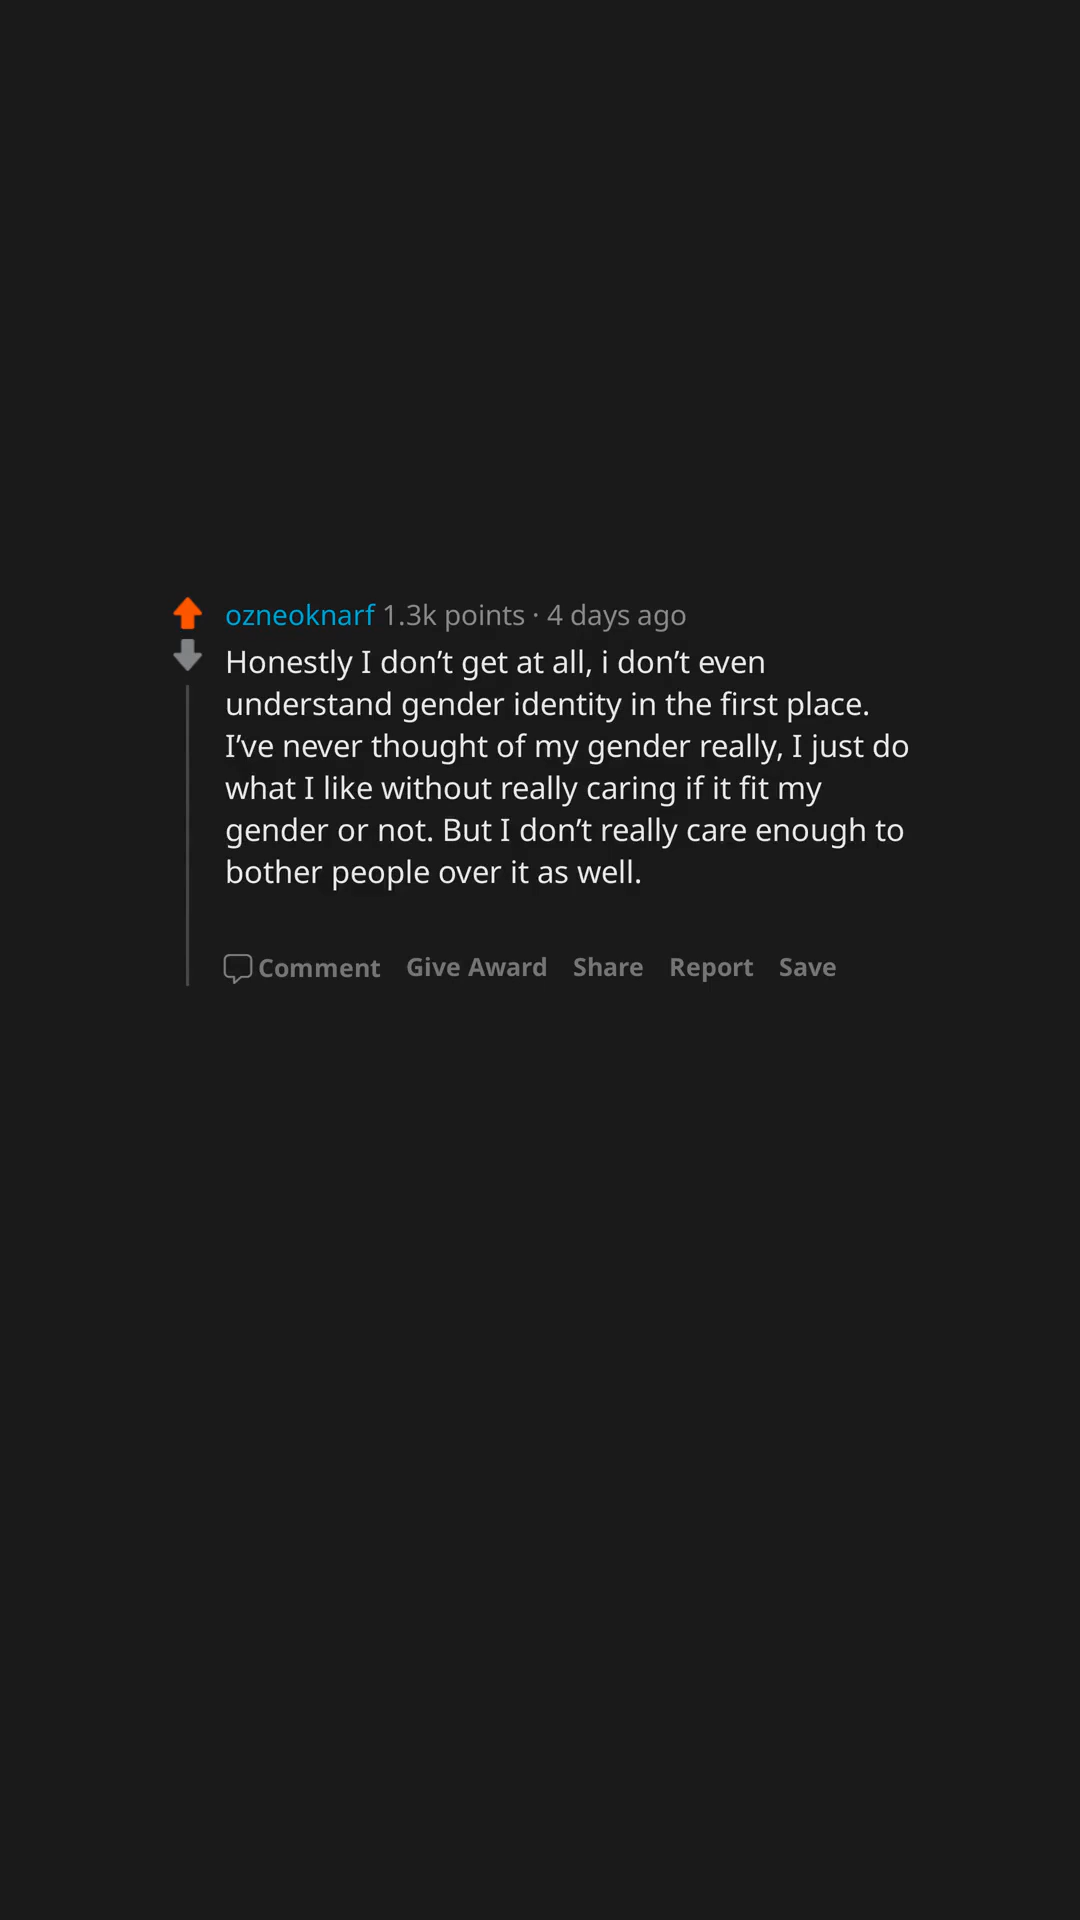 ozneoknarf 1.3k points · 4 days ago
Honestly I don’t get at all, i don’t even
understand gender identity in the first place.
I’ve never thought of my gender really, I just do
what I like without really caring if it fit my
gender or not. But I don’t really care enough to
bother people over it as well.
Comment Give Award Share Report Save